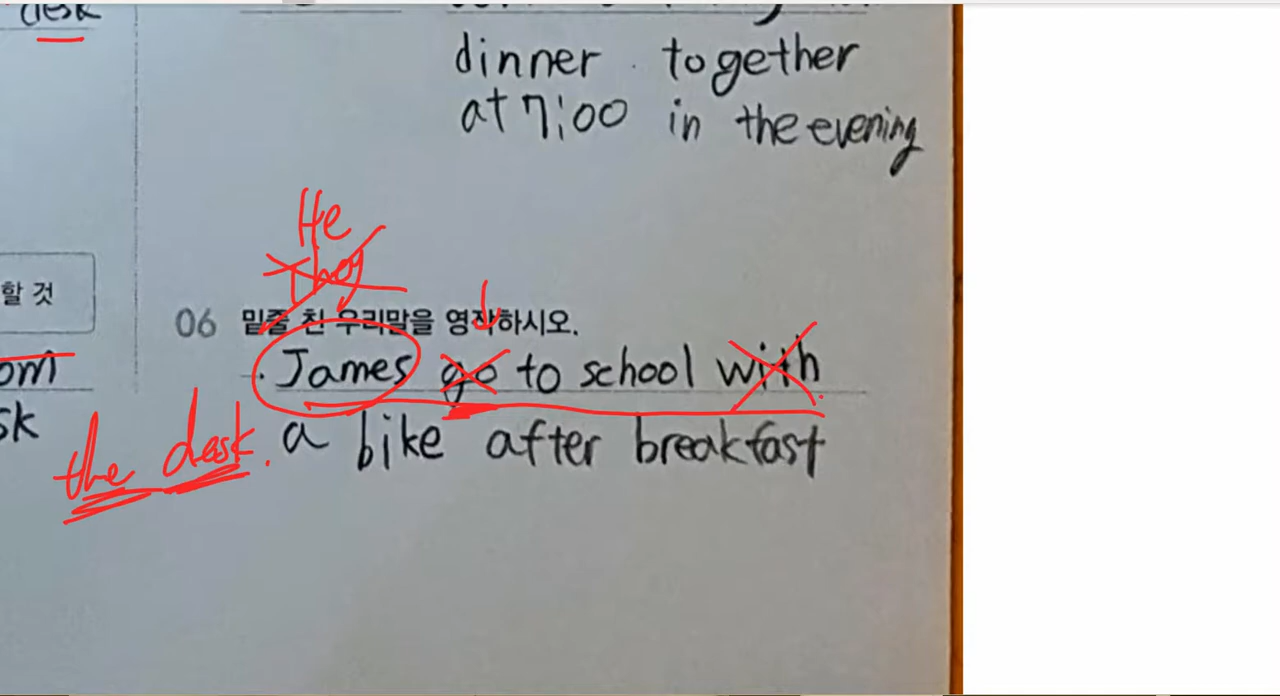 desk
dinner together
at 7:00 in the evening
할 것
om
sk
the desk.
He
They
06 밑줄 친 우리말을 영작하시오.
James go to school with
a bike after breakfast